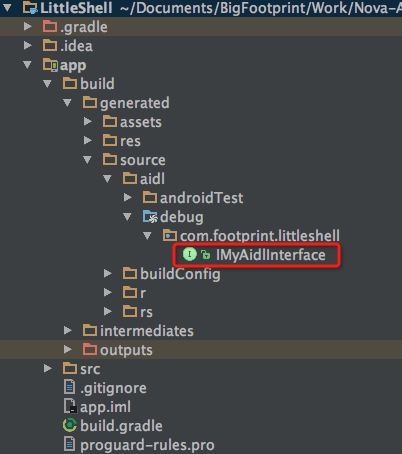 LittleShell ~/Documents/BigFootprint/Work/Nova-A
.gradle
.idea
app
build
generated
assets
res
source
aidl
androidTest
debug
com.footprint.littleshell
IMyAidlInterface
buildConfig
r
rs
intermediates
outputs
src
.gitignore
app.iml
build.gradle
proguard-rules.pro